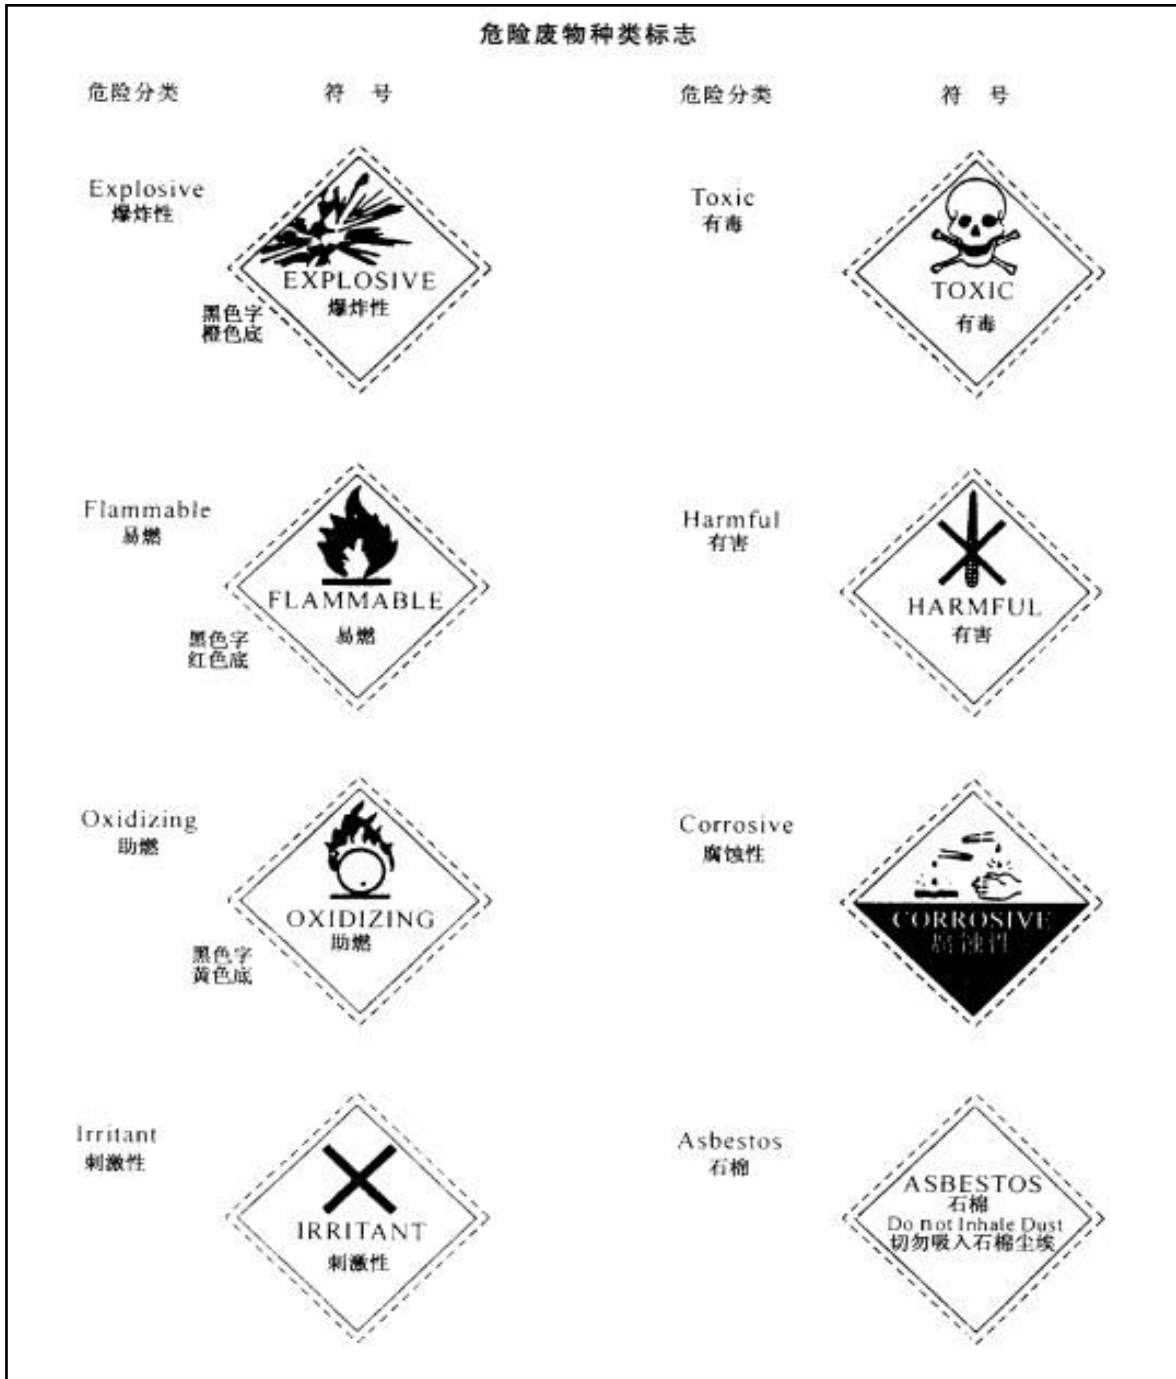 危险废物种类标志
危险分类 符 号 危险分类 符 号
Explosive
爆炸性
EXPLOSIVE
爆炸性
黑色字
橙色底
Toxic
有毒
TOXIC
有毒
Flammable
易燃
FLAMMABLE
易燃
黑色字
红色底
Harmful
有害
HARMFUL
有害
Oxidizing
助燃
OXIDIZING
助燃
黑色字
黄色底
Corrosive
腐蚀性
CORROSIVE
腐蚀性
Irritant
刺激性
IRRITANT
刺激性
Asbestos
石棉
ASBESTOS
石棉
Do not Inhale Dust
切勿吸入石棉尘埃